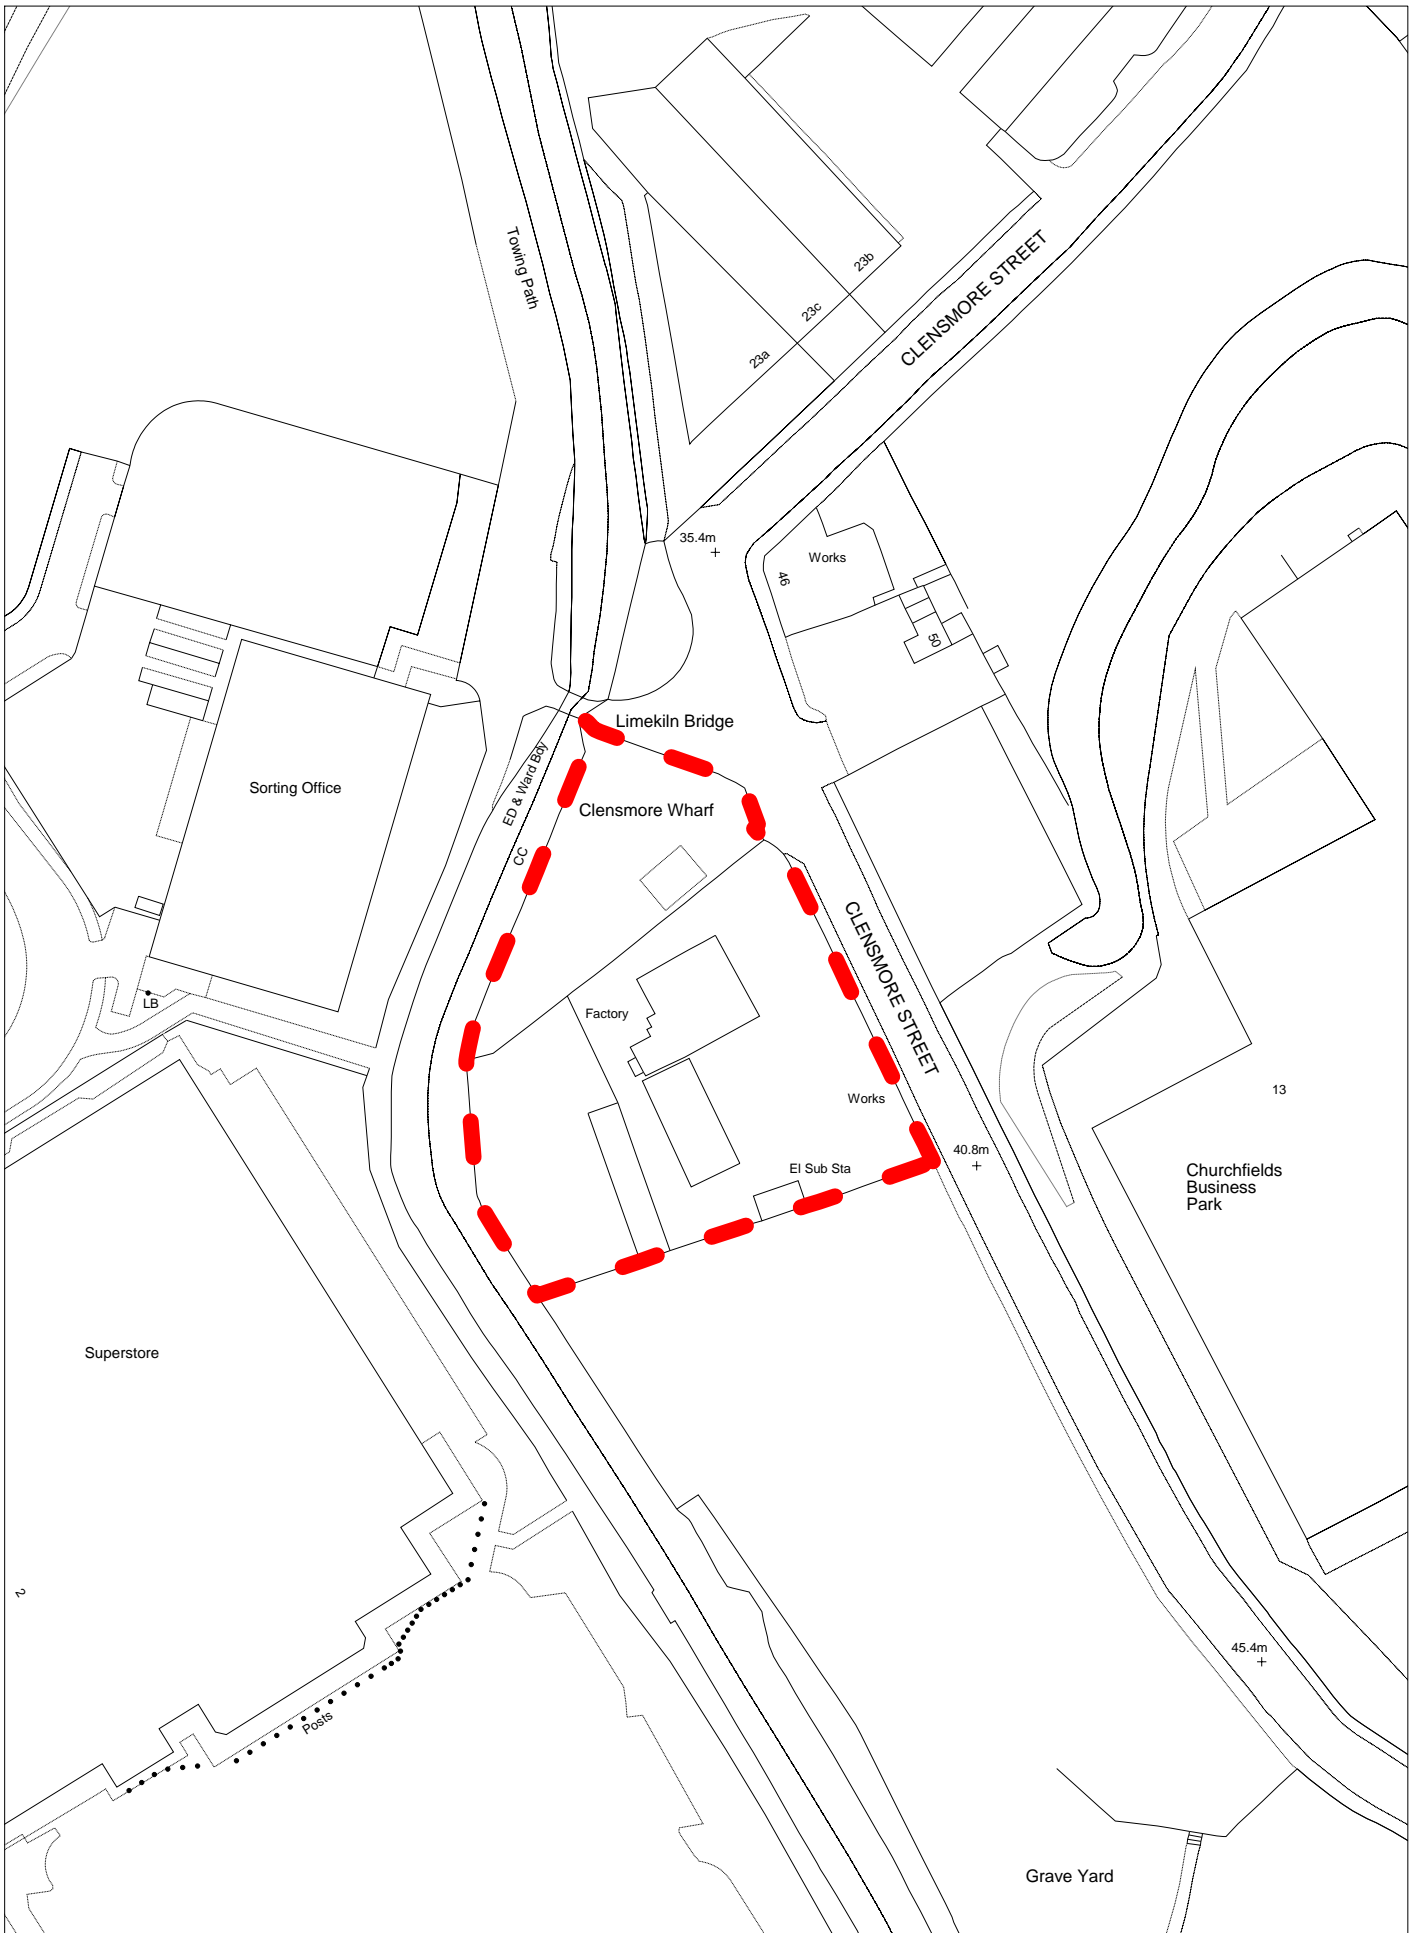 Towing Path
23b
23c
23a
CLENSMORE STREET
35.4m
Works
46
50
Limekiln Bridge
ED & Ward Bdy
Sorting Office
Clensmore Wharf
CC
CLENSMORE STREET
LB
Factory
Works
13
40.8m
El Sub Sta
Churchfields
Business
Park
Superstore
2
45.4m
Posts
Grave Yard